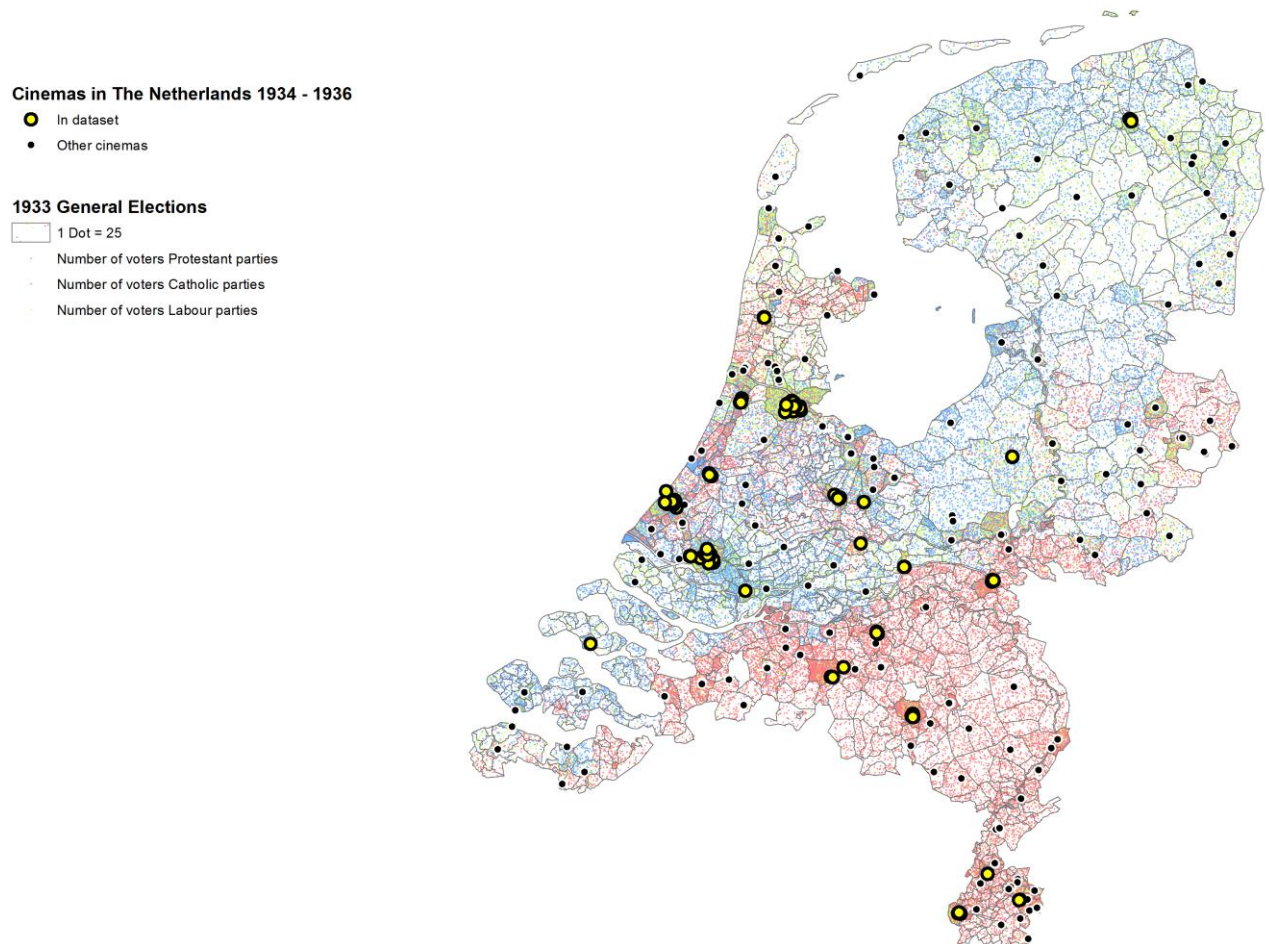 Cinemas in The Netherlands 1934 - 1936
In dataset
Other cinemas
1933 General Elections
1 Dot = 25
Number of voters Protestant parties
Number of voters Catholic parties
Number of voters Labour parties